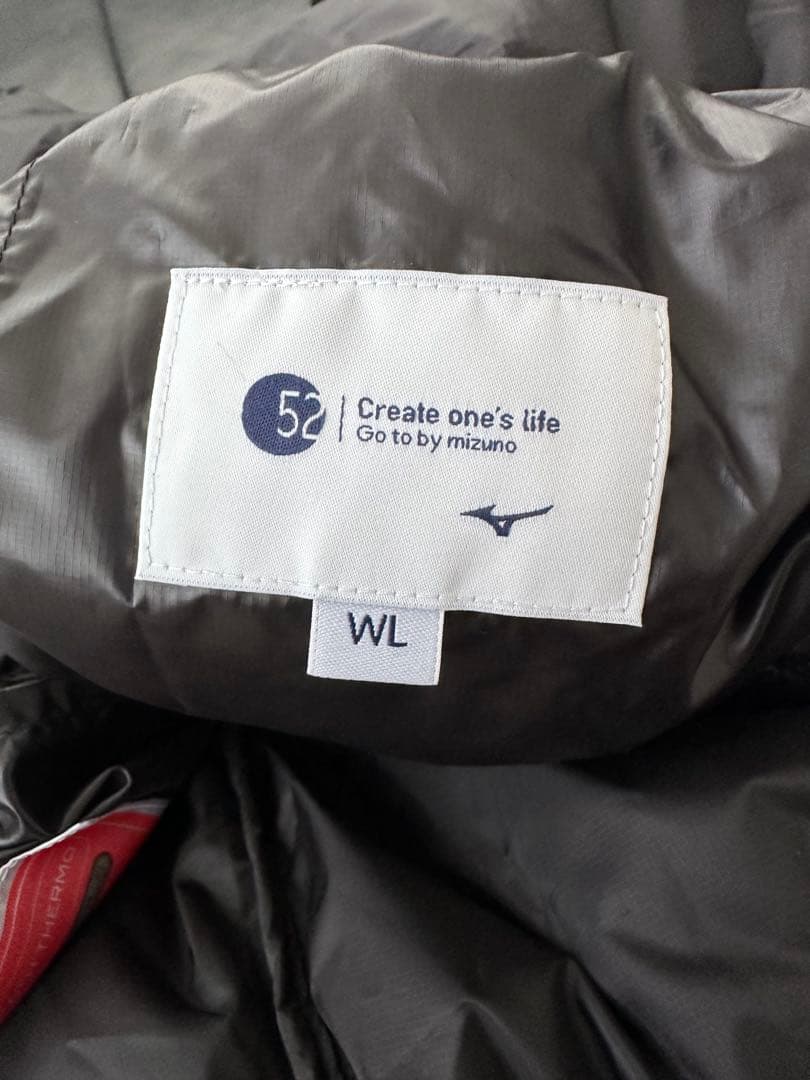 52
Create one's life
Go to by mizuno
WL
THERMO